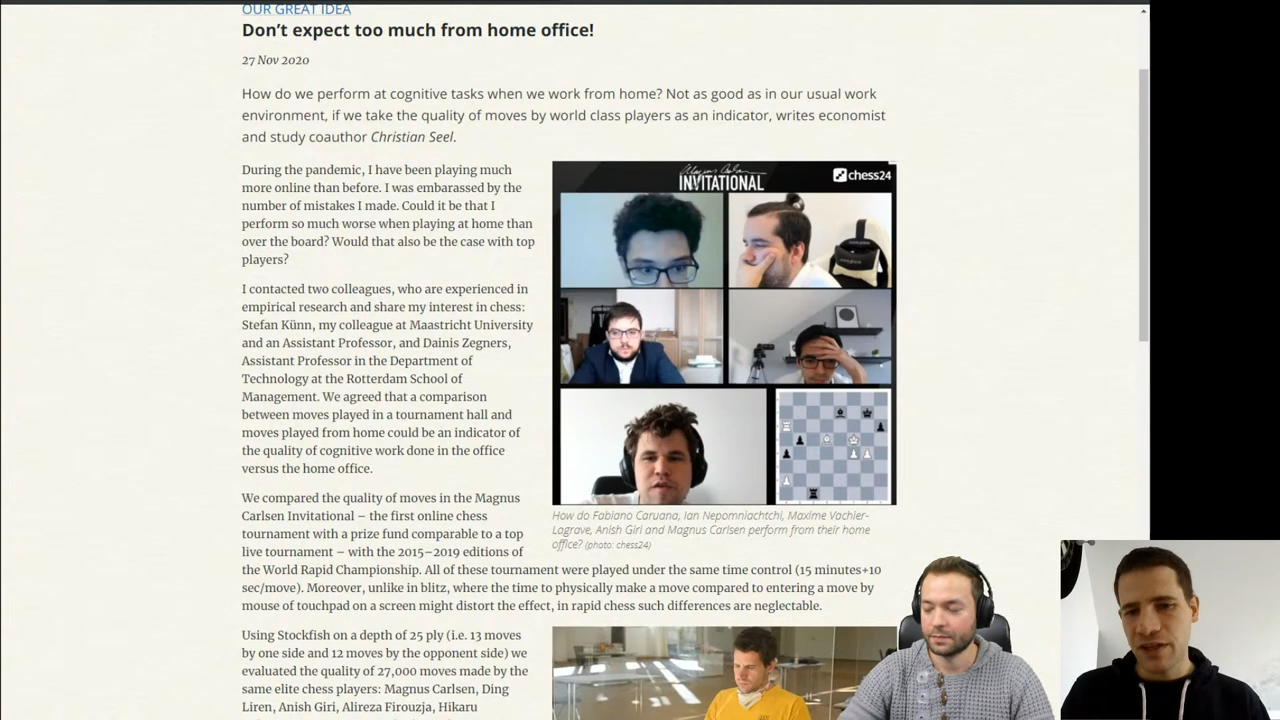 OUR GREAT IDEA
Don’t expect too much from home office!
27 Nov 2020
How do we perform at cognitive tasks when we work from home? Not as good as in our usual work
environment, if we take the quality of moves by world class players as an indicator, writes economist
and study coauthor Christian Seel.
During the pandemic, I have been playing much
more online than before. I was embarassed by the
number of mistakes I made. Could it be that I
perform so much worse when playing at home than
over the board? Would that also be the case with top
players?
I contacted two colleagues, who are experienced in
empirical research and share my interest in chess:
Stefan Künn, my colleague at Maastricht University
and an Assistant Professor, and Dainis Zegners,
Assistant Professor in the Department of
Technology at the Rotterdam School of
Management. We agreed that a comparison
between moves played in a tournament hall and
moves played from home could be an indicator of
the quality of cognitive work done in the office
versus the home office.
We compared the quality of moves in the Magnus
Carlsen Invitational – the first online chess
tournament with a prize fund comparable to a top
live tournament – with the 2015–2019 editions of
the World Rapid Championship. All of these tournament were played under the same time control (15 minutes+10
sec/move). Moreover, unlike in blitz, where the time to physically make a move compared to entering a move by
mouse of touchpad on a screen might distort the effect, in rapid chess such differences are neglectable.
Using Stockfish on a depth of 25 ply (i.e. 13 moves
by one side and 12 moves by the opponent side) we
evaluated the quality of 27,000 moves made by the
same elite chess players: Magnus Carlsen, Ding
Liren, Anish Giri, Alireza Firouzja, Hikaru
Magnus Carlsen
INVITATIONAL
chess24
How do Fabiano Caruana, Ian Nepomniachtchi, Maxime Vachier-
Lagrave, Anish Giri and Magnus Carlsen perform from their home
office? (photo: chess24)